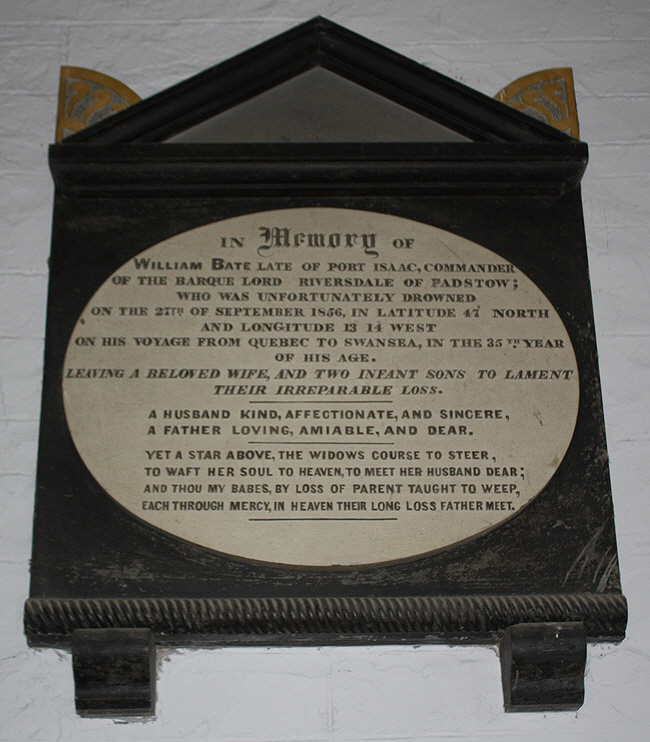 IN Memory OF
WILLIAM BATE LATE OF PORT ISAAC, COMMANDER
OF THE BARQUE LORD RIVERSDALE OF PADSTOW;
WHO WAS UNFORTUNATELY DROWNED
ON THE 27TH OF SEPTEMBER 1856, IN LATITUDE 47 NORTH
AND LONGITUDE 13 14 WEST
ON HIS VOYAGE FROM QUEBEC TO SWANSEA, IN THE 35TH YEAR
OF HIS AGE.
LEAVING A BELOVED WIFE, AND TWO INFANT SONS TO LAMENT
THEIR IRREPARABLE LOSS.
A HUSBAND KIND, AFFECTIONATE, AND SINCERE,
A FATHER LOVING, AMIABLE, AND DEAR.
YET A STAR ABOVE, THE WIDOWS COURSE TO STEER,
TO WAFT HER SOUL TO HEAVEN, TO MEET HER HUSBAND DEAR;
AND THOU MY BABES, BY LOSS OF PARENT TAUGHT TO WEEP,
EACH THROUGH MERCY, IN HEAVEN THEIR LONG LOSS FATHER MEET.